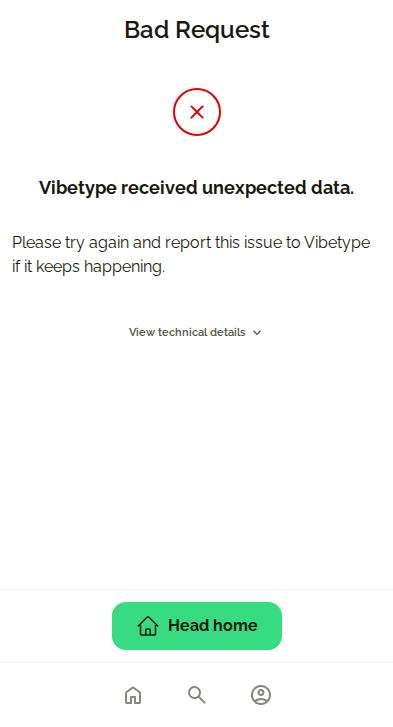 Bad Request
Vibetype received unexpected data.
Please try again and report this issue to Vibetype
if it keeps happening.
View technical details
Head home